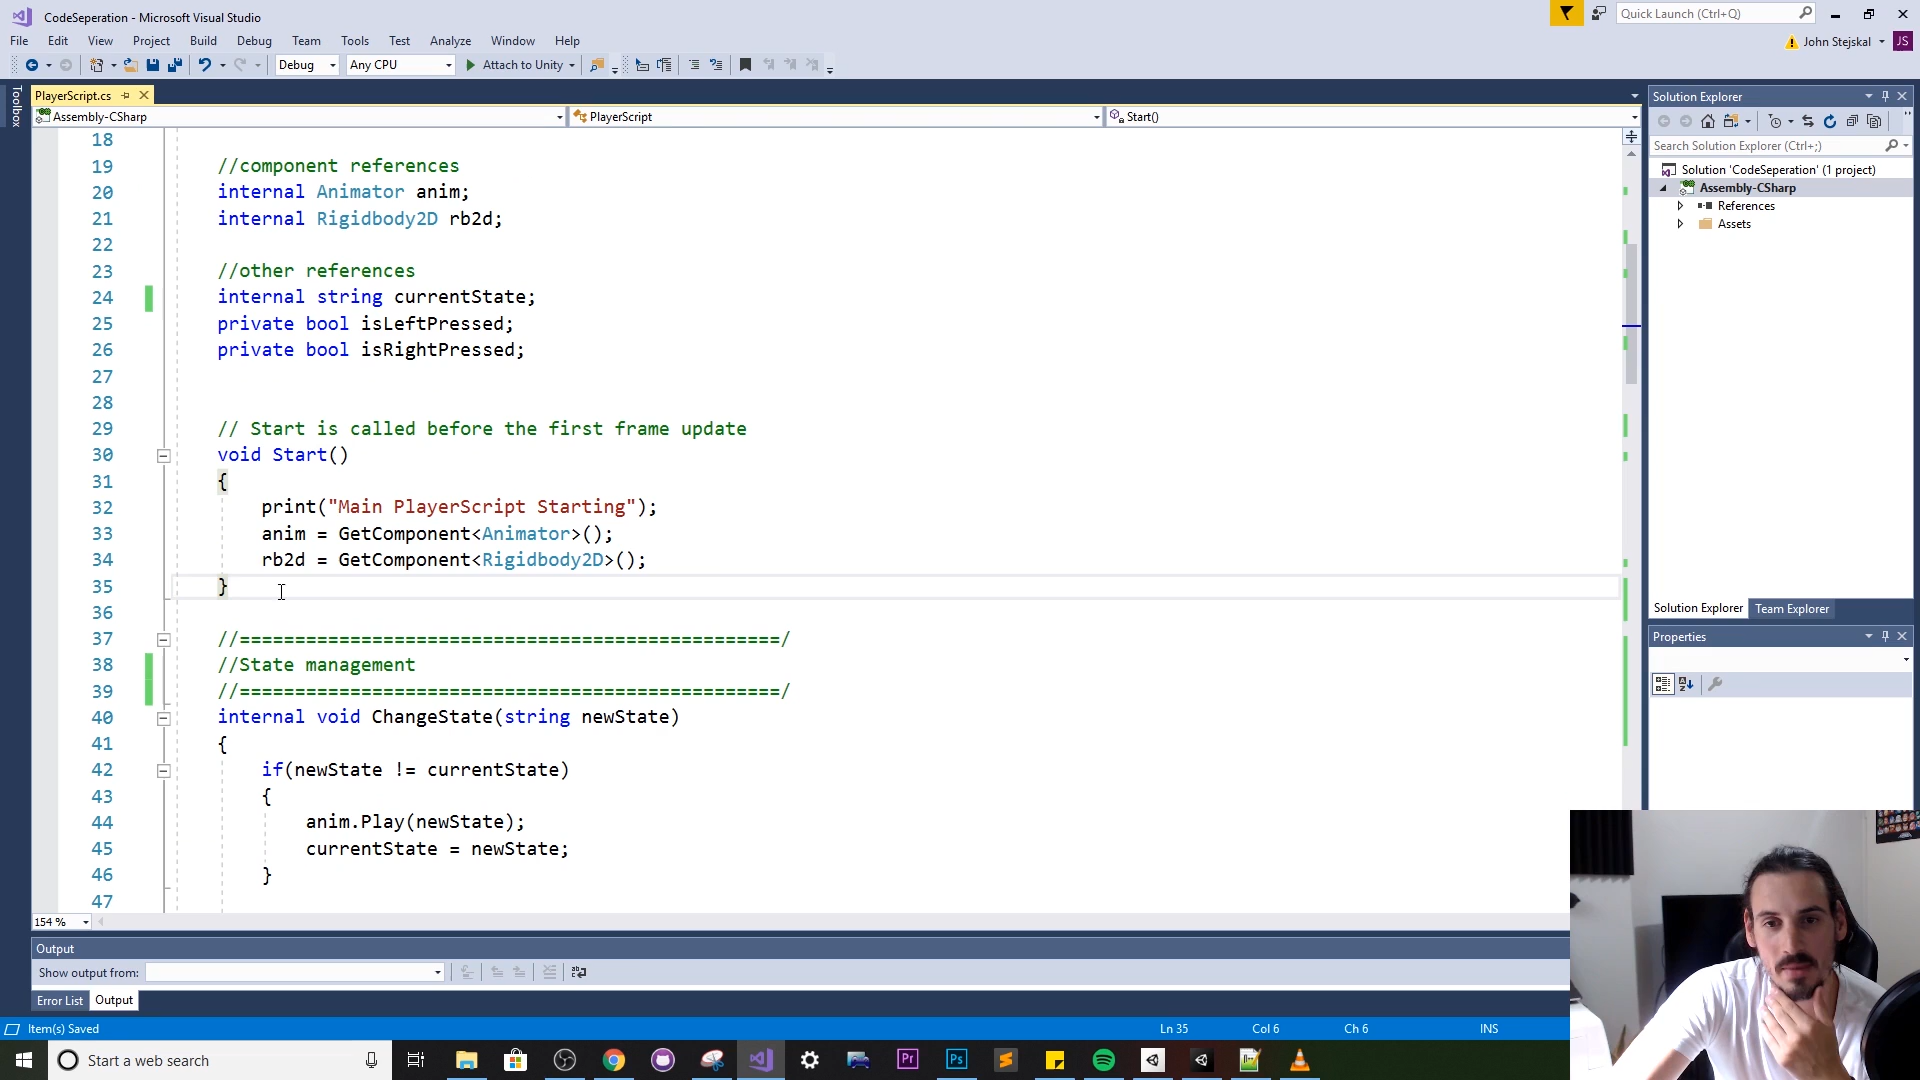 CodeSeperation - Microsoft Visual Studio
Quick Launch (Ctrl+Q)
File Edit View Project Build Debug Team Tools Test Analyze Window Help
John Stejskal JS
Debug Any CPU Attach to Unity
Toolbox
PlayerScript.cs
Assembly-CSharp PlayerScript Start()
18
19 //component references
20 internal Animator anim;
21 internal Rigidbody2D rb2d;
22
23 //other references
24 internal string currentState;
25 private bool isLeftPressed;
26 private bool isRightPressed;
27
28
29 // Start is called before the first frame update
30 void Start()
31 {
32 print("Main PlayerScript Starting");
33 anim = GetComponent<Animator>();
34 rb2d = GetComponent<Rigidbody2D>();
35 }
36
37 //=================================================/
38 //State management
39 //=================================================/
40 internal void ChangeState(string newState)
41 {
42 if(newState != currentState)
43 {
44 anim.Play(newState);
45 currentState = newState;
46 }
47
154 %
Solution Explorer
Search Solution Explorer (Ctrl+;)
Solution 'CodeSeperation' (1 project)
Assembly-CSharp
References
Assets
Solution Explorer Team Explorer
Properties
Output
Show output from:
Error List Output
Item(s) Saved Ln 35 Col 6 Ch 6 INS
Start a web search
Pr Ps